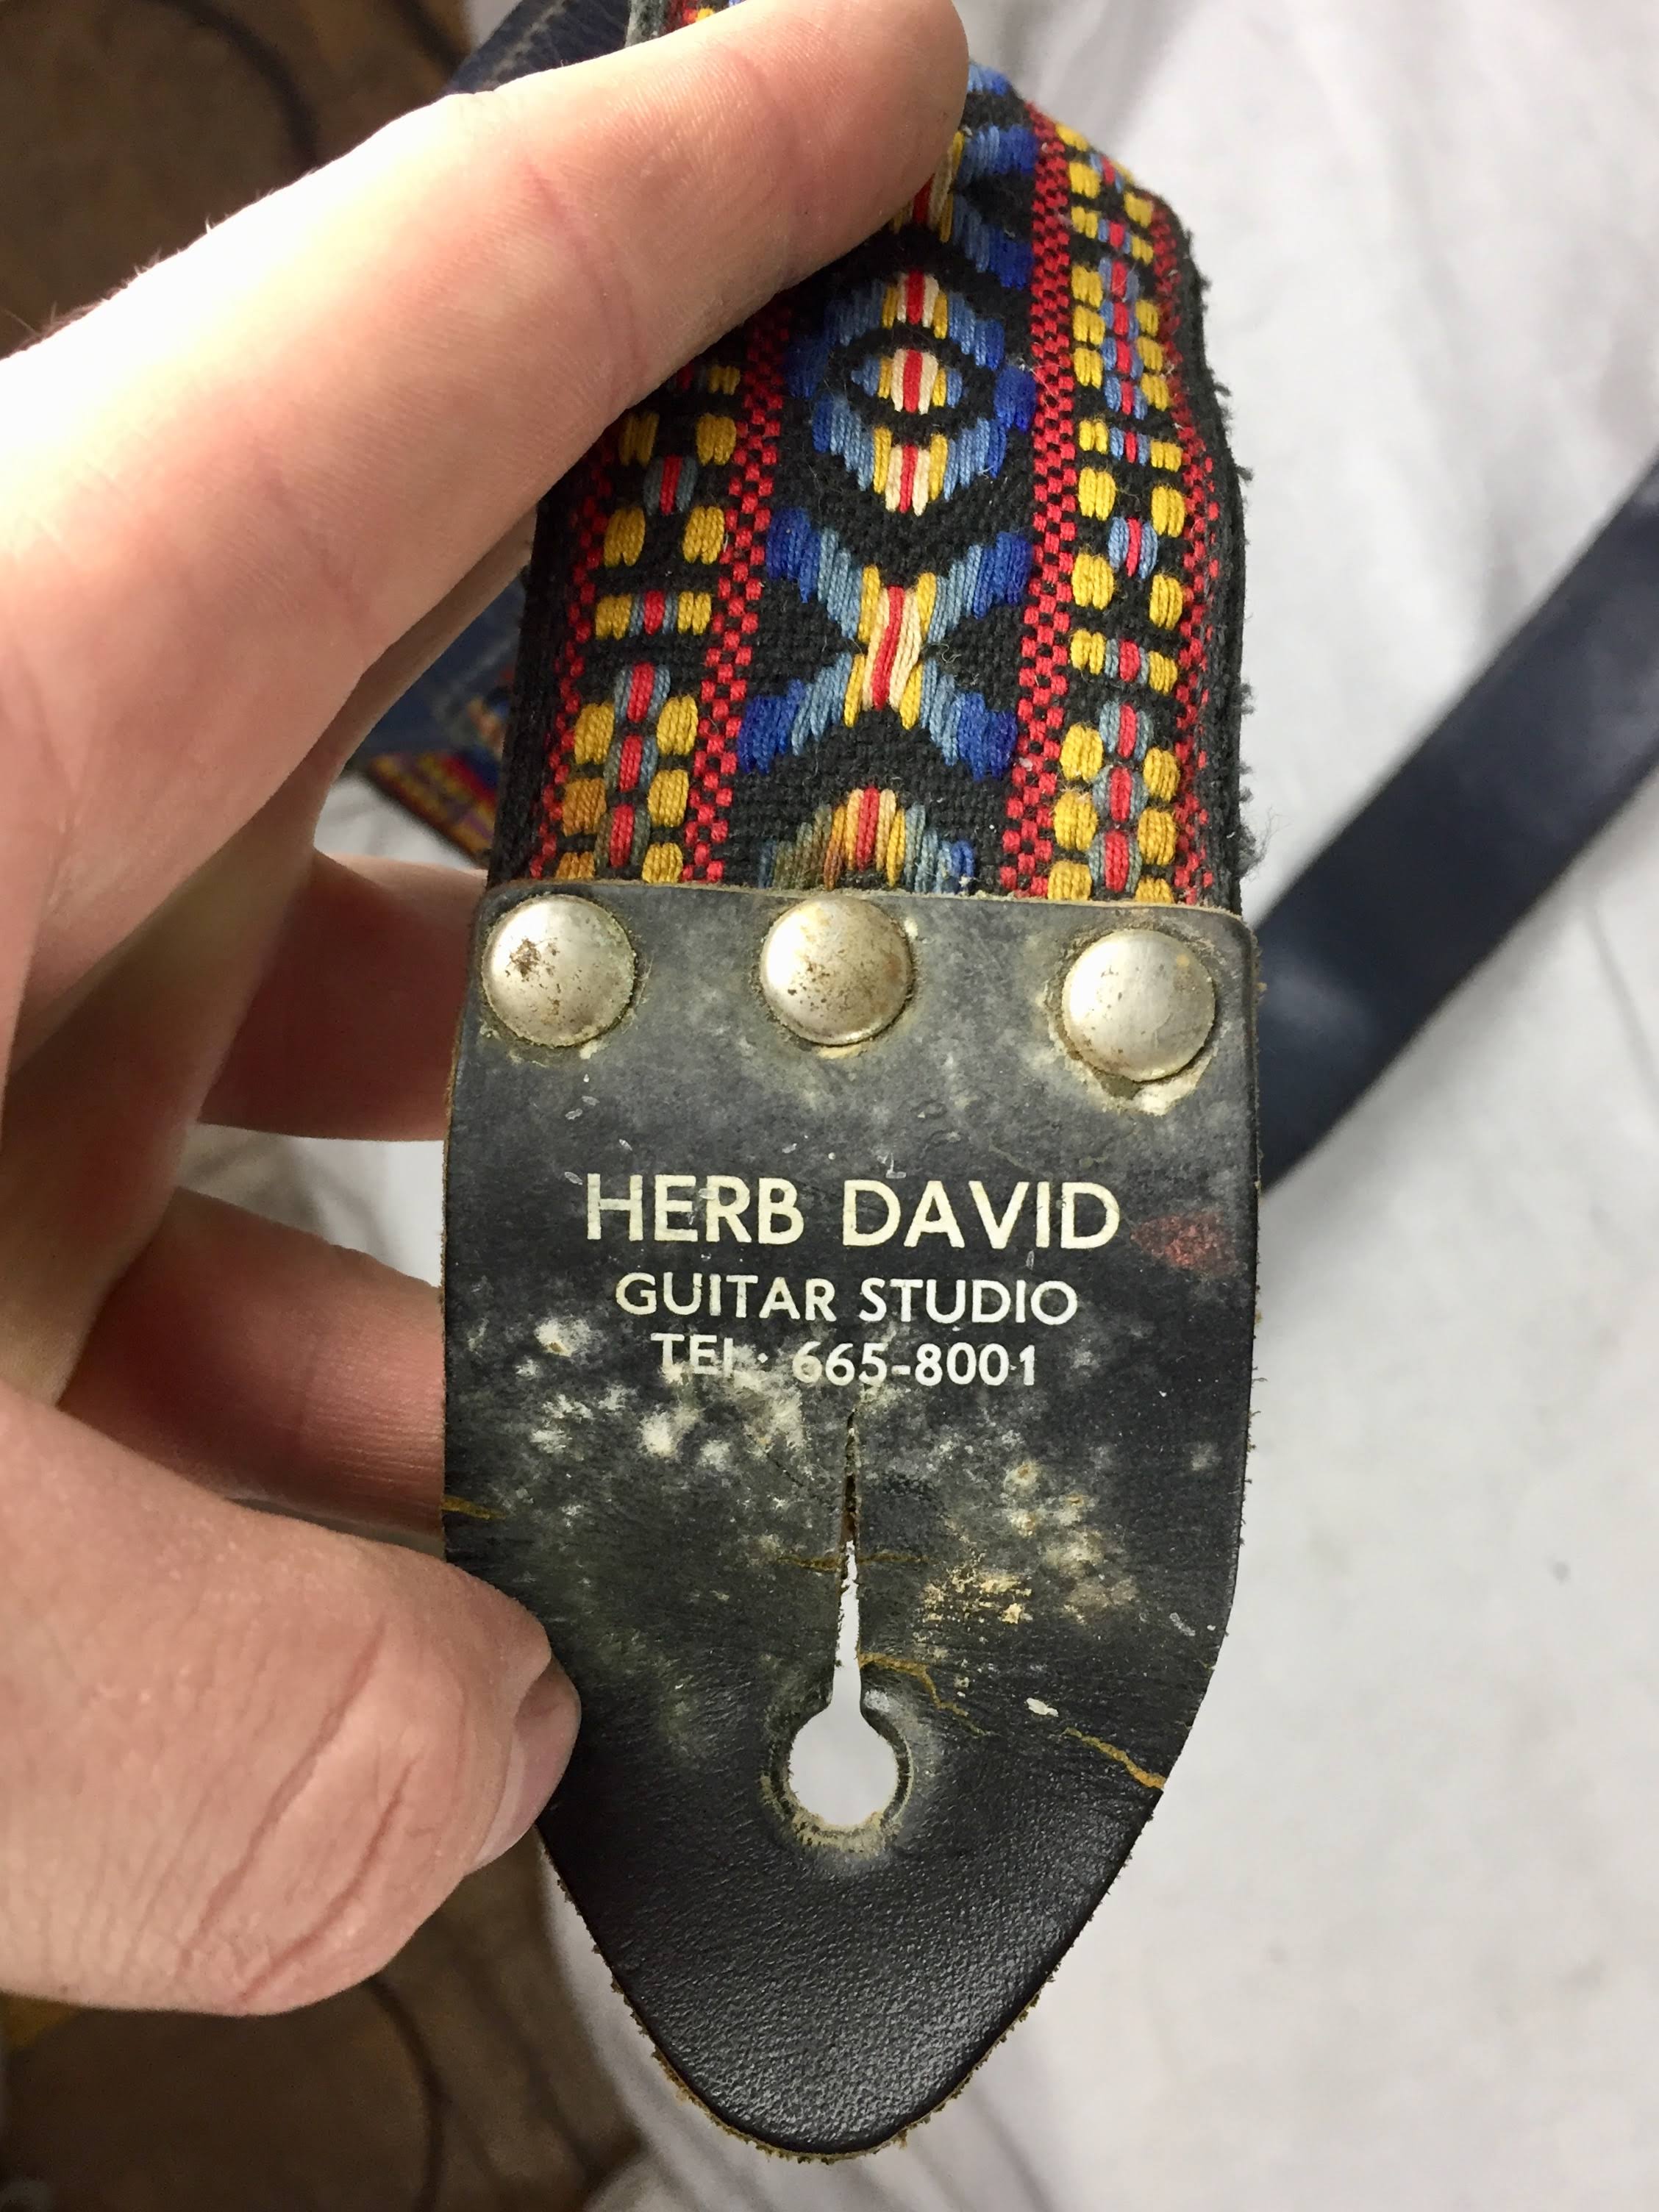 HERB DAVID
GUITAR STUDIO
TEL· 665-8001